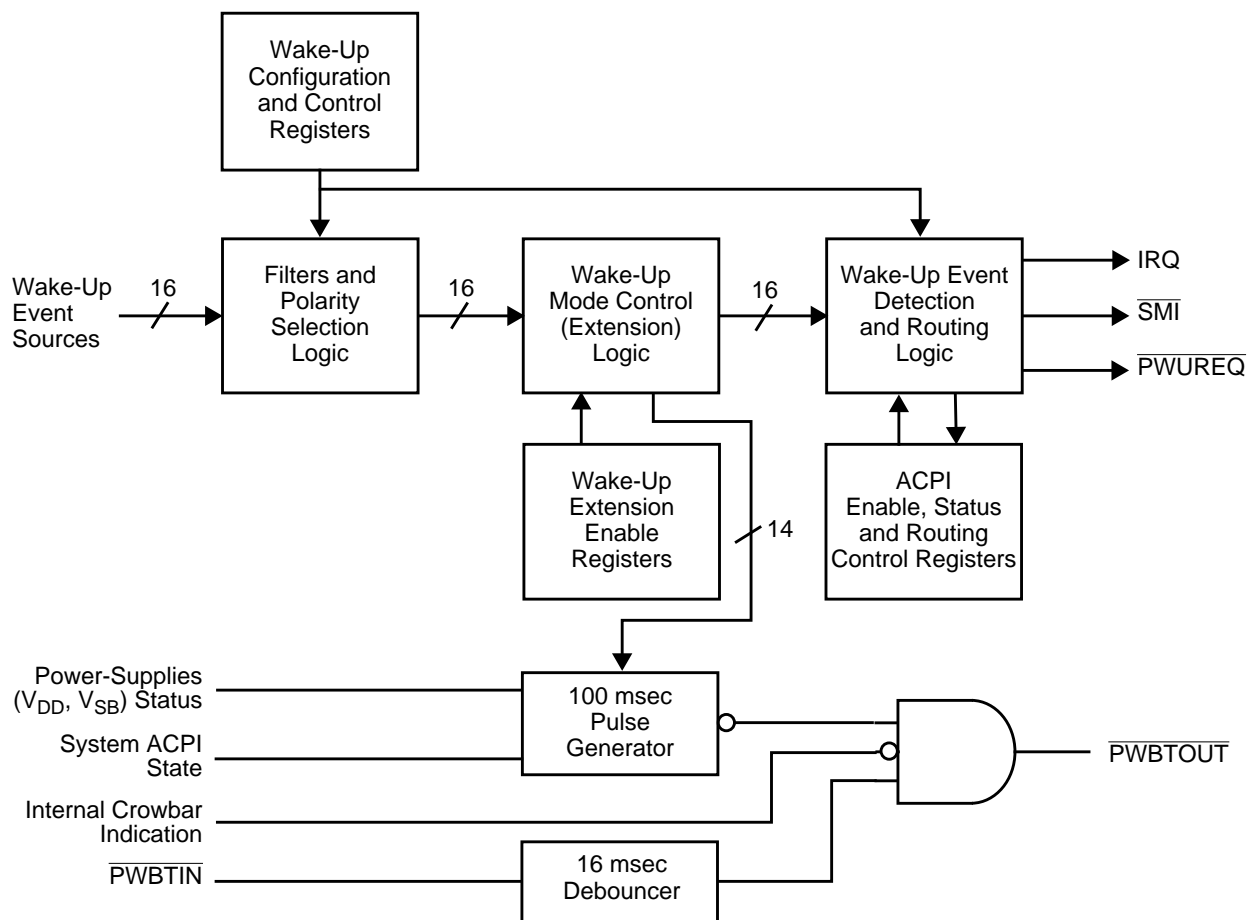 Wake-Up
Configuration
and Control
Registers
Wake-Up
Event
Sources
16
Filters and
Polarity
Selection
Logic
16
Wake-Up
Mode Control
(Extension)
Logic
16
Wake-Up Event
Detection
and Routing
Logic
IRQ
SMI
PWUREQ
Wake-Up
Extension
Enable
Registers
14
ACPI
Enable, Status
and Routing
Control Registers
Power-Supplies
(VDD, VSB) Status
System ACPI
State
100 msec
Pulse
Generator
Internal Crowbar
Indication
PWBTIN
16 msec
Debouncer
PWBTOUT